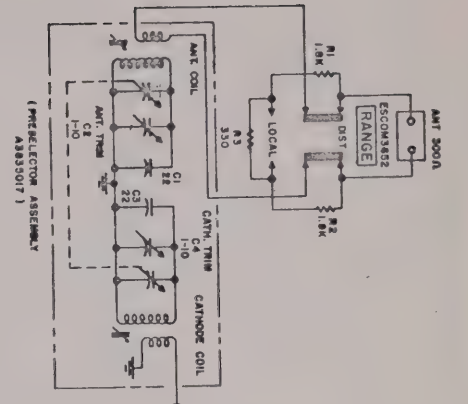 ANT 300Ω
ESCOM3652
RANGE
DIST
R1
1.8K
R2
1.8K
LOCAL
R3
330
ANT. COIL
C1
22
ANT. TRIM
C2
1-10
C3
22
CATH. TRIM
C4
1-10
CATHODE COIL
(PRESELECTOR ASSEMBLY
A3835017)